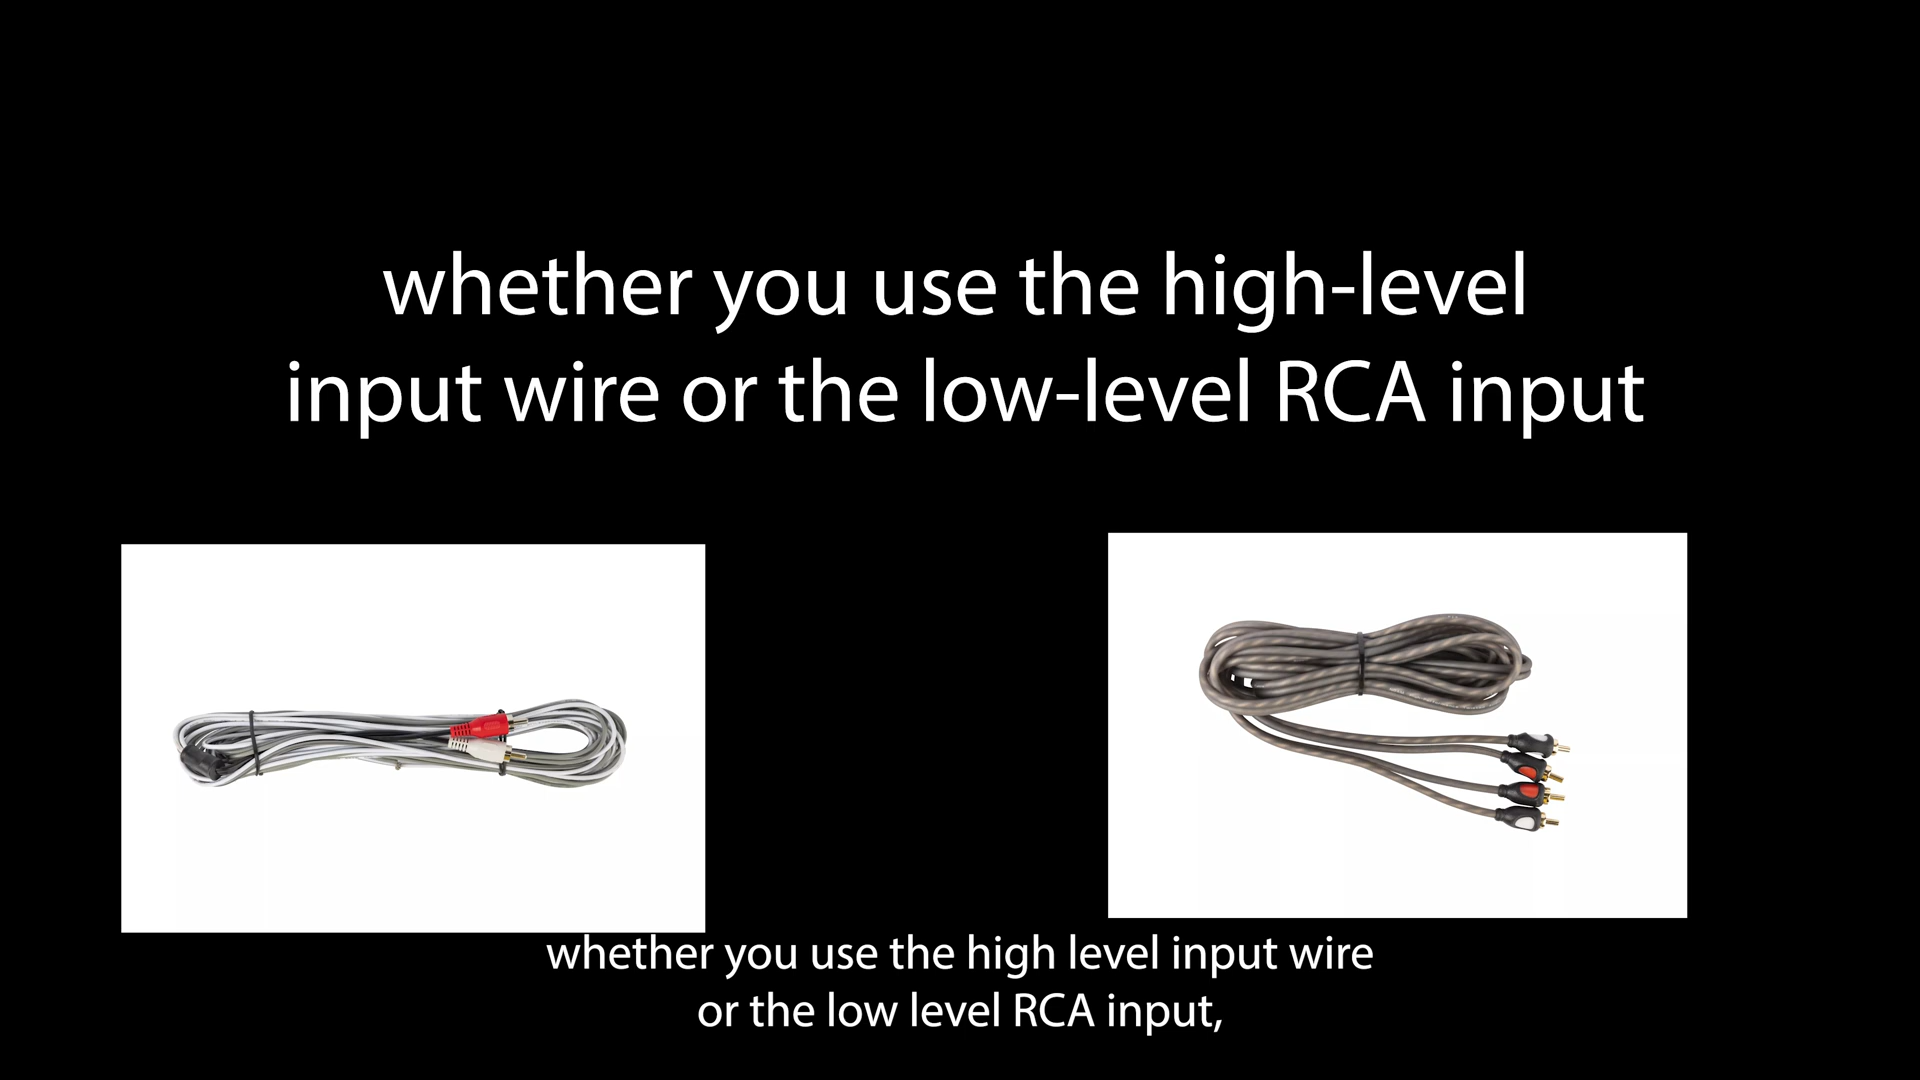 whether you use the high-level
input wire or the low-level RCA input
whether you use the high level input wire
or the low level RCA input,